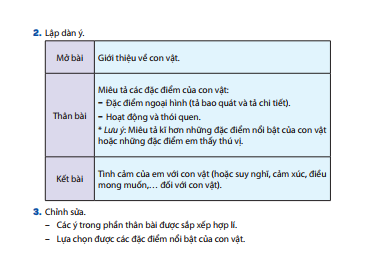 2. Lập dàn ý.
Mở bài
Giới thiệu về con vật.
Thân bài
Miêu tả các đặc điểm của con vật:
– Đặc điểm ngoại hình (tả bao quát và tả chi tiết).
– Hoạt động và thói quen.
* Lưu ý: Miêu tả kĩ hơn những đặc điểm nổi bật của con vật
hoặc những đặc điểm em thấy thú vị.
Kết bài
Tình cảm của em với con vật (hoặc suy nghĩ, cảm xúc, điều
mong muốn,... đối với con vật).
3. Chỉnh sửa.
– Các ý trong phần thân bài được sắp xếp hợp lí.
– Lựa chọn được các đặc điểm nổi bật của con vật.